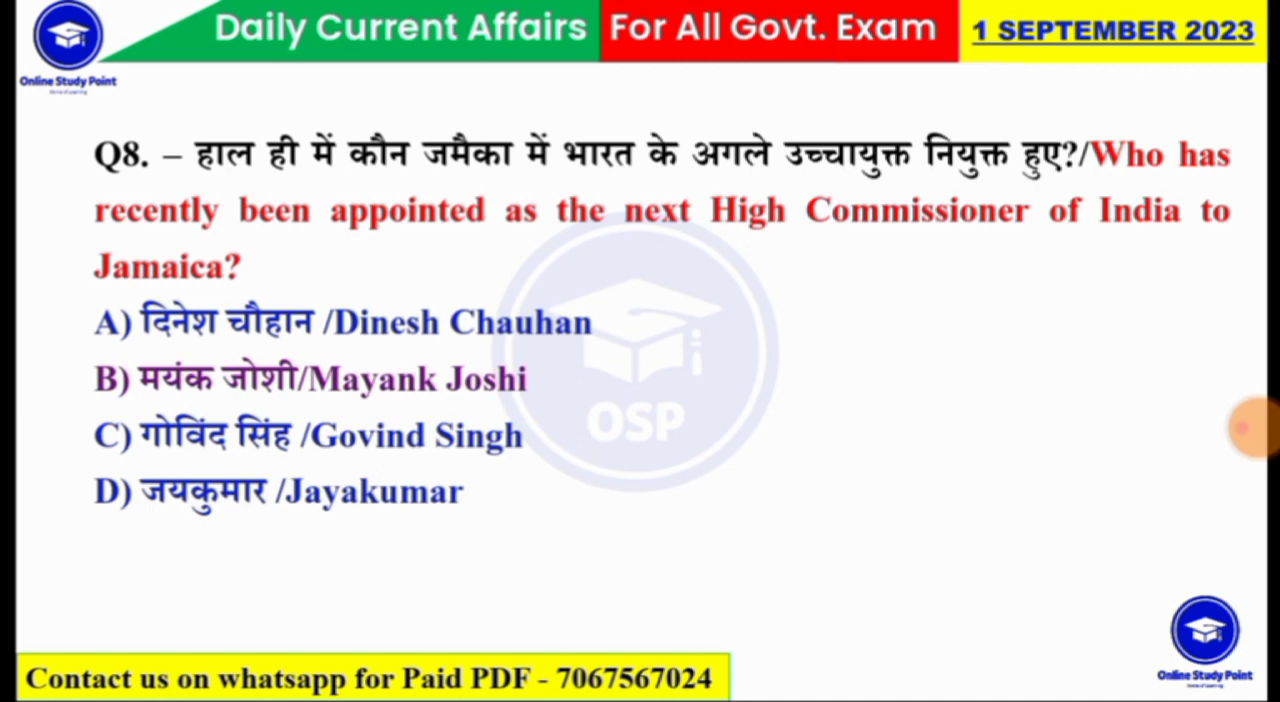 Daily Current Affairs For All Govt. Exam 1 SEPTEMBER 2023
Online Study Point
Q8. – हाल ही में कौन जमैका में भारत के अगले उच्चायुक्त नियुक्त हुए?/Who has
recently been appointed as the next High Commissioner of India to
Jamaica?
A) दिनेश चौहान /Dinesh Chauhan
B) मयंक जोशी/Mayank Joshi
C) गोविंद सिंह /Govind Singh
D) जयकुमार /Jayakumar
OSP
Contact us on whatsapp for Paid PDF - 7067567024
Online Study Point